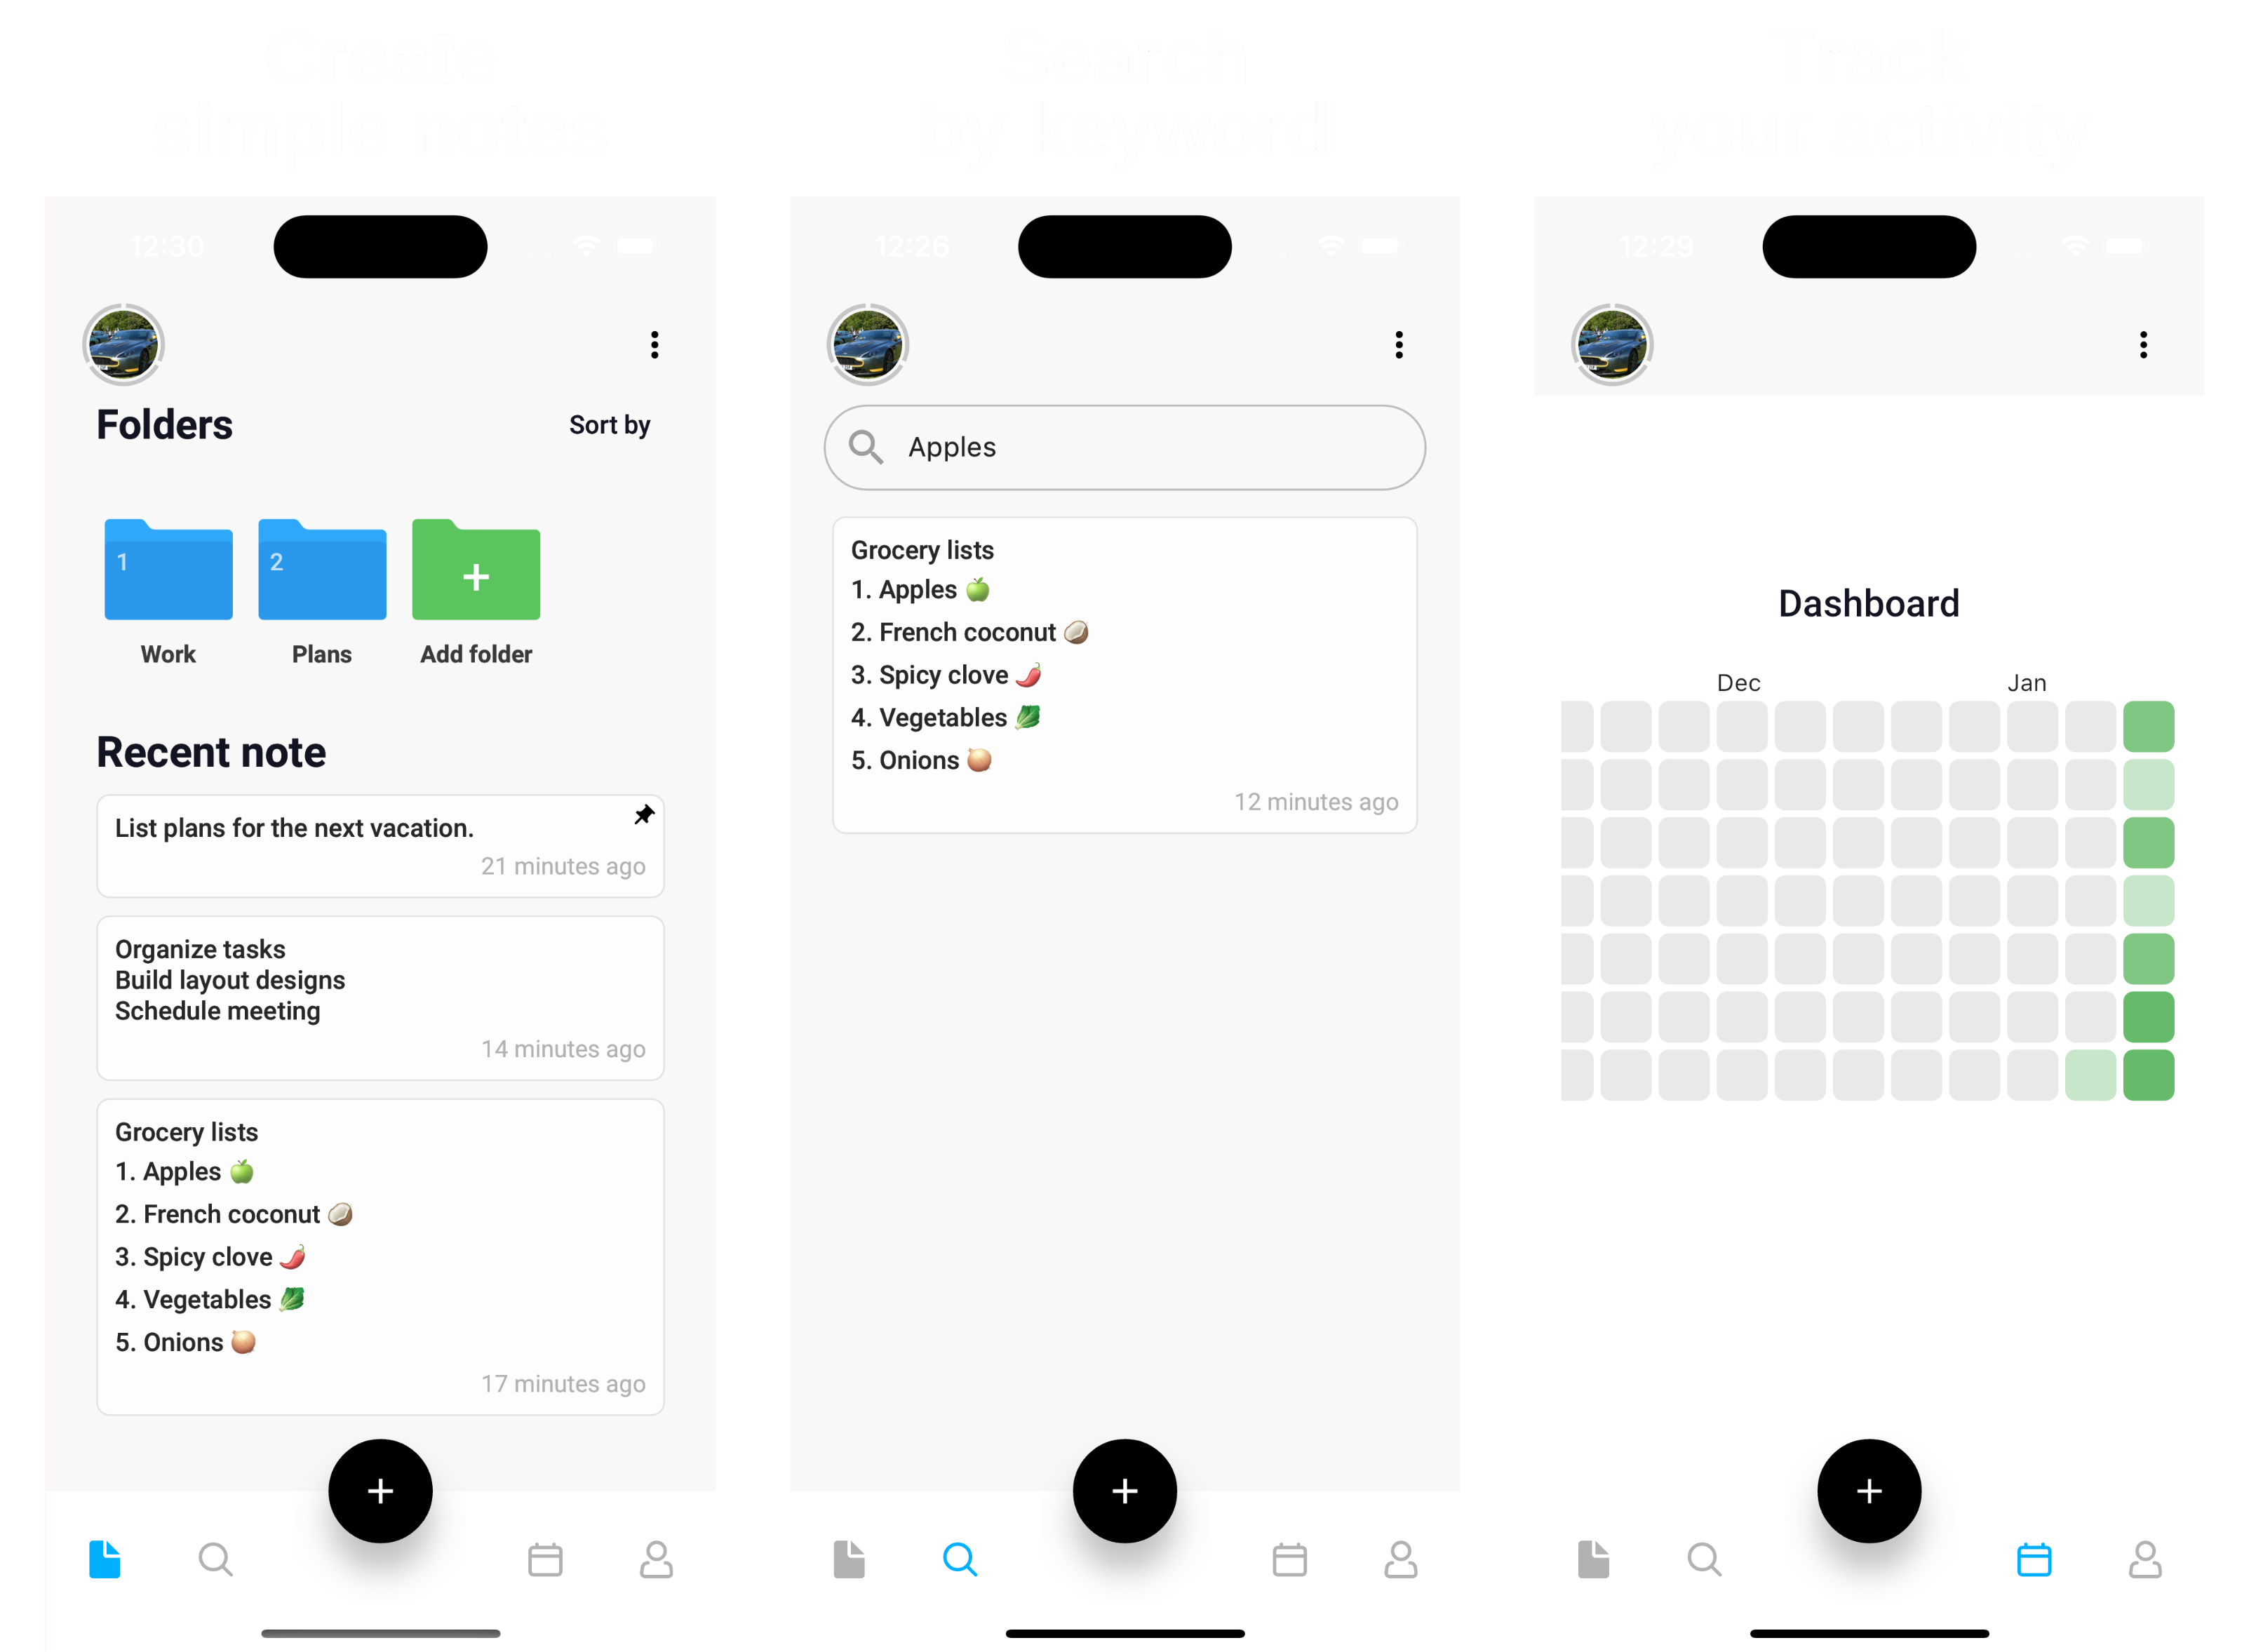 Create
simple notes
12:30
Folders
Sort by
1
2
+
Work
Plans
Add folder
Recent note
List plans for the next vacation.
21 minutes ago
Organize tasks
Build layout designs
Schedule meeting
14 minutes ago
Grocery lists
1. Apples 🍏
2. French coconut 🥥
3. Spicy clove 🌶️
4. Vegetables 🥬
5. Onions 🧅
17 minutes ago
+
Search
by keyword
12:26
Apples
Grocery lists
1. Apples 🍏
2. French coconut 🥥
3. Spicy clove 🌶️
4. Vegetables 🥬
5. Onions 🧅
12 minutes ago
+
Track
your activity
12:29
Dashboard
Dec
Jan
+